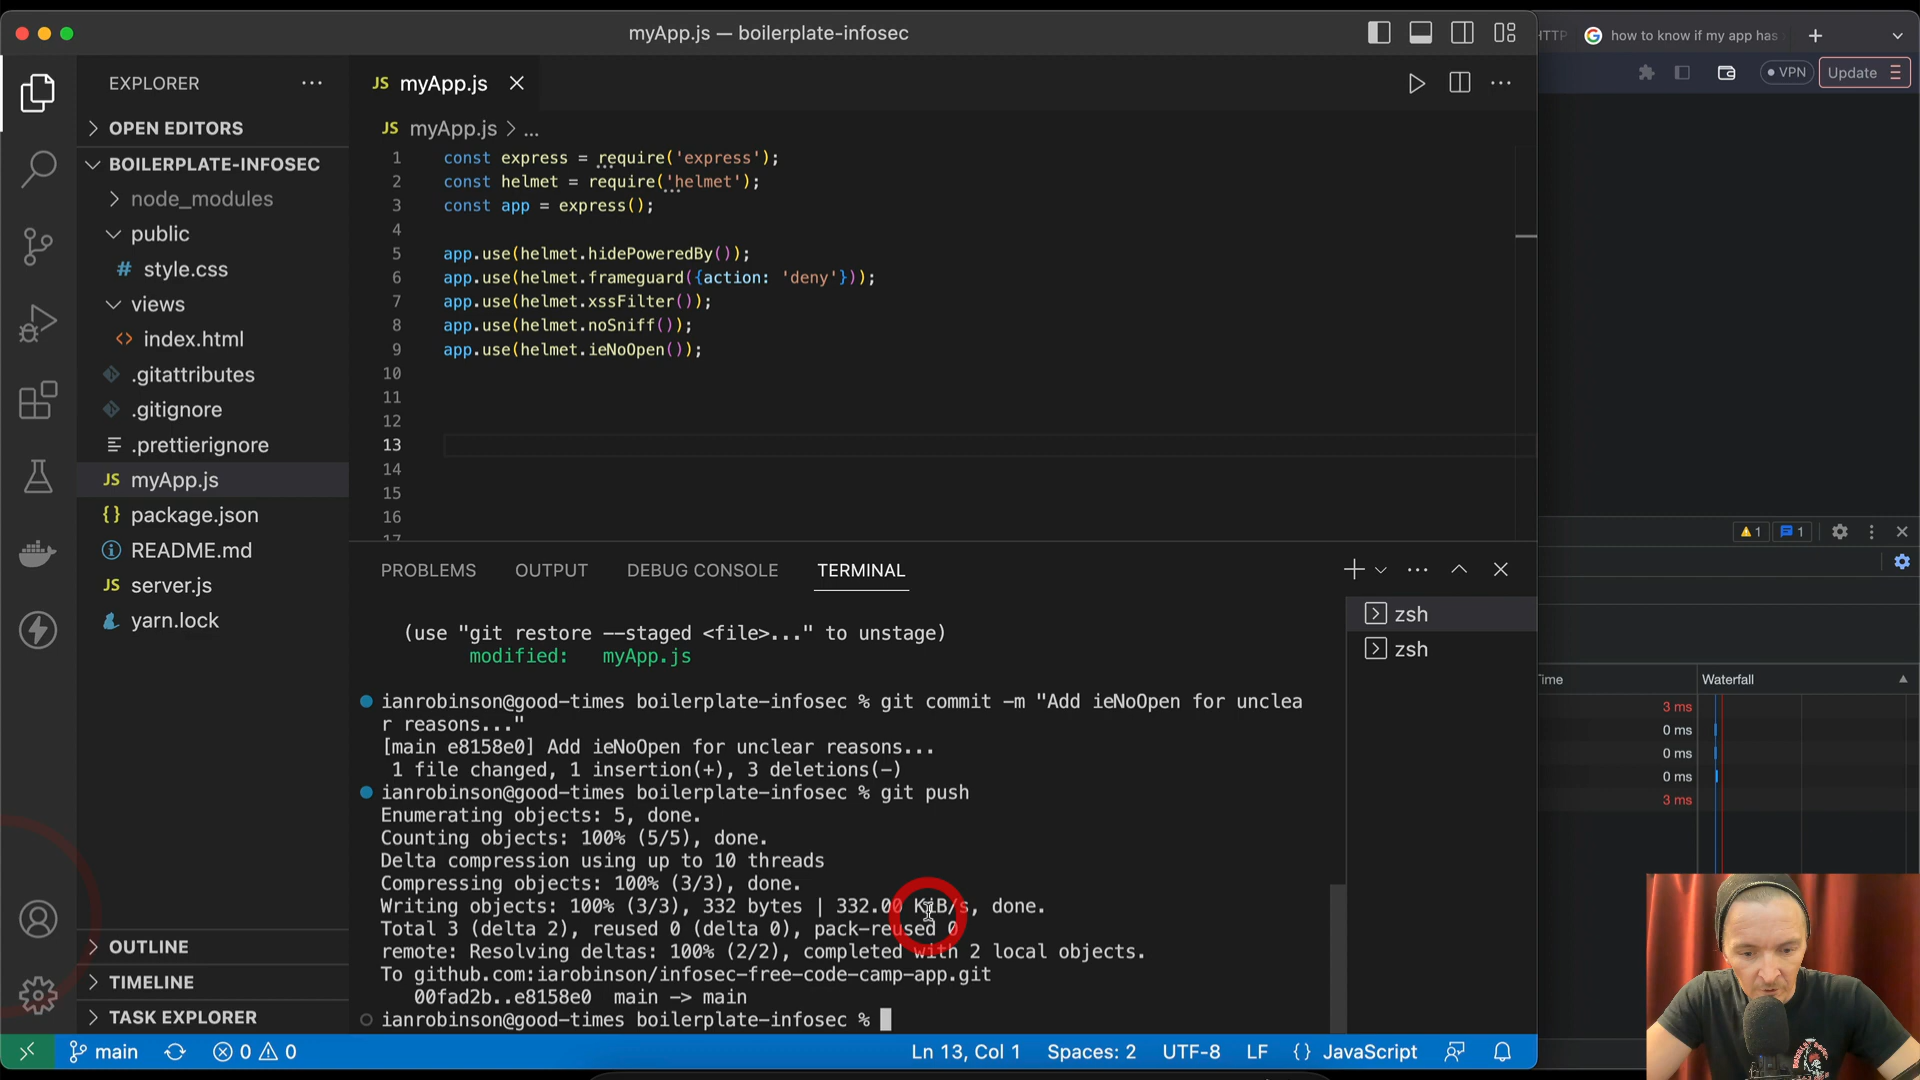 myApp.js — boilerplate-infosec
how to know if my app has
VPN
Update
EXPLORER
OPEN EDITORS
BOILERPLATE-INFOSEC
node_modules
public
# style.css
views
<> index.html
.gitattributes
.gitignore
.prettierignore
JS myApp.js
{} package.json
README.md
JS server.js
yarn.lock
OUTLINE
TIMELINE
TASK EXPLORER
JS myApp.js
JS myApp.js > ...
1 const express = require('express');
2 const helmet = require('helmet');
3 const app = express();
4
5 app.use(helmet.hidePoweredBy());
6 app.use(helmet.frameguard({action: 'deny'}));
7 app.use(helmet.xssFilter());
8 app.use(helmet.noSniff());
9 app.use(helmet.ieNoOpen());
10
11
12
13
14
15
16
17
PROBLEMS OUTPUT DEBUG CONSOLE TERMINAL
zsh
zsh
(use "git restore --staged <file>..." to unstage)
modified: myApp.js
ianrobinson@good-times boilerplate-infosec % git commit -m "Add ieNoOpen for unclea
r reasons..."
[main e8158e0] Add ieNoOpen for unclear reasons...
1 file changed, 1 insertion(+), 3 deletions(-)
ianrobinson@good-times boilerplate-infosec % git push
Enumerating objects: 5, done.
Counting objects: 100% (5/5), done.
Delta compression using up to 10 threads
Compressing objects: 100% (3/3), done.
Writing objects: 100% (3/3), 332 bytes | 332.00 KiB/s, done.
Total 3 (delta 2), reused 0 (delta 0), pack-reused 0
remote: Resolving deltas: 100% (2/2), completed with 2 local objects.
To github.com:iarobinson/infosec-free-code-camp-app.git
00fad2b..e8158e0 main -> main
ianrobinson@good-times boilerplate-infosec %
1 1
Waterfall
3 ms
0 ms
0 ms
0 ms
3 ms
main 0 0 Ln 13, Col 1 Spaces: 2 UTF-8 LF {} JavaScript